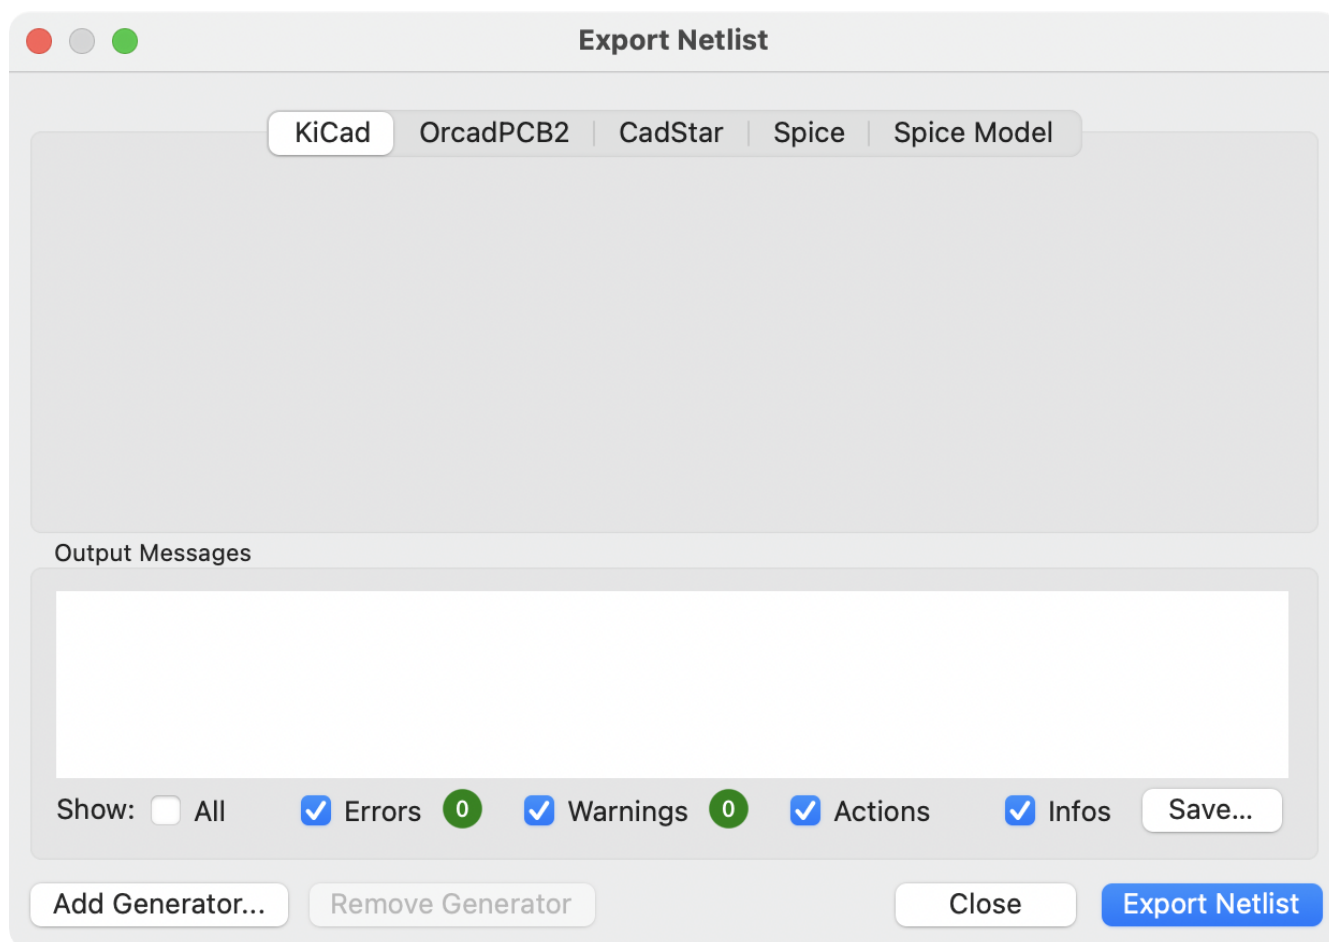 Export Netlist
KiCad OrcadPCB2 CadStar Spice Spice Model
Output Messages
Show: All Errors 0 Warnings 0 Actions Infos Save...
Add Generator... Remove Generator Close Export Netlist